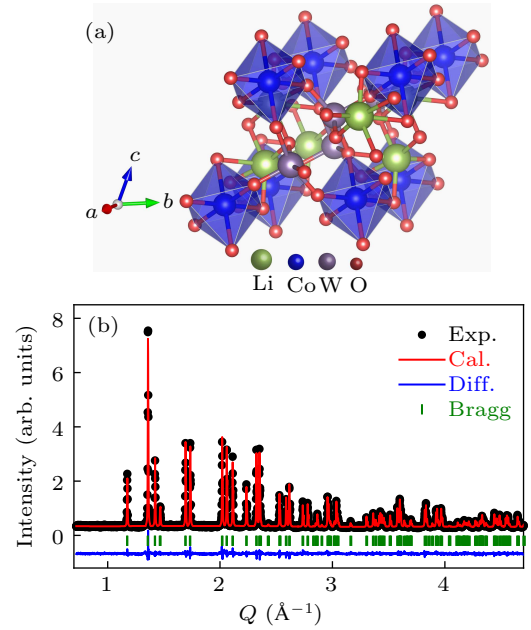 (a)
c
a
b
Li Co W O
(b)
Exp.
Cal.
Diff.
Bragg
Intensity (arb. units)
8
6
4
2
0
1 2 3 4
Q (Å⁻¹)